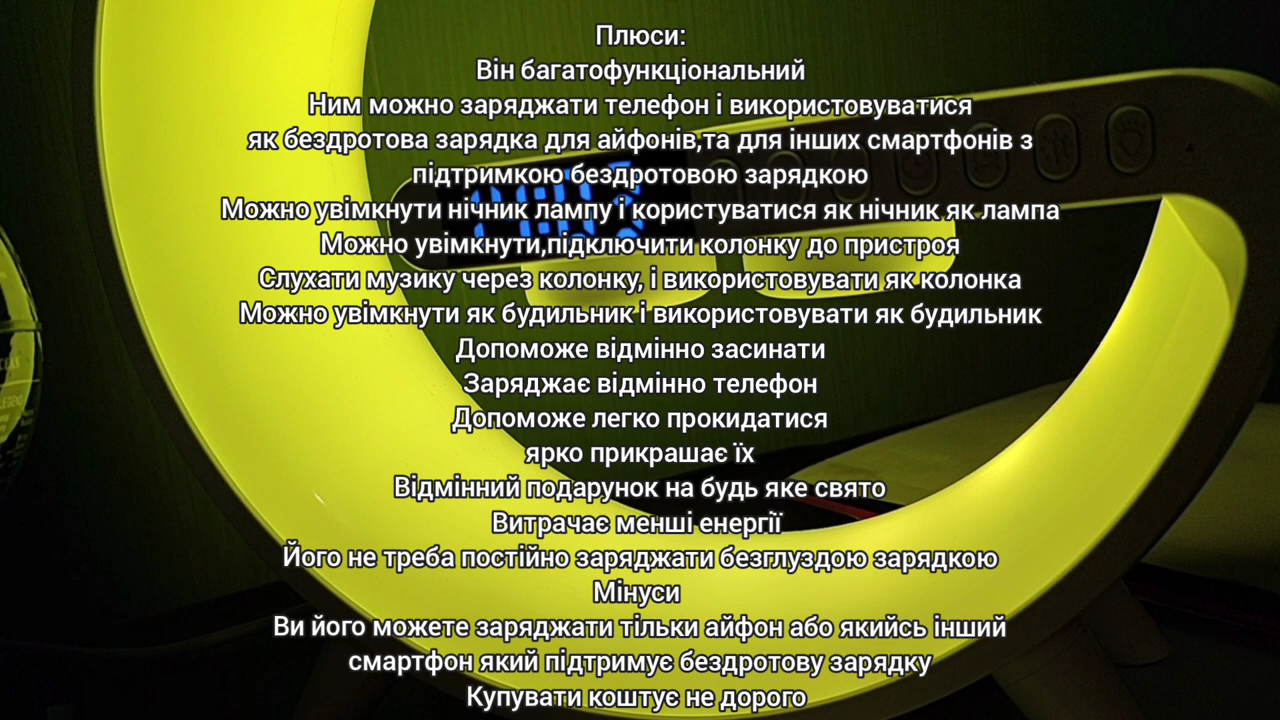 Плюси:
Він багатофункціональний
Ним можно заряджати телефон і використовуватися
як бездротова зарядка для айфонів,та для інших смартфонів з
підтримкою бездротовою зарядкою
Можно увімкнути нічник лампу і користуватися як нічник як лампа
Можно увімкнути,підключити колонку до пристроя
Слухати музику через колонку, і використовувати як колонка
Можно увімкнути як будильник і використовувати як будильник
Допоможе відмінно засинати
Заряджає відмінно телефон
Допоможе легко прокидатися
ярко прикрашає їх
Відмінний подарунок на будь яке свято
Витрачає менші енергії
Його не треба постійно заряджати безглуздою зарядкою
Мінуси
Ви його можете заряджати тільки айфон або якийсь інший
смартфон який підтримує бездротову зарядку
Купувати коштує не дорого